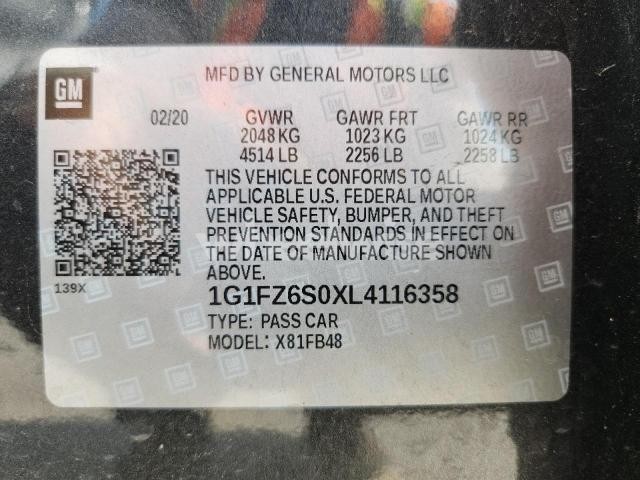 GM
MFD BY GENERAL MOTORS LLC
02/20 GVWR GAWR FRT GAWR RR
2048 KG 1023 KG 1024 KG
4514 LB 2256 LB 2258 LB
THIS VEHICLE CONFORMS TO ALL
APPLICABLE U.S. FEDERAL MOTOR
VEHICLE SAFETY, BUMPER, AND THEFT
PREVENTION STANDARDS IN EFFECT ON
THE DATE OF MANUFACTURE SHOWN
ABOVE.
139X
1G1FZ6S0XL4116358
TYPE: PASS CAR
MODEL: X81FB48